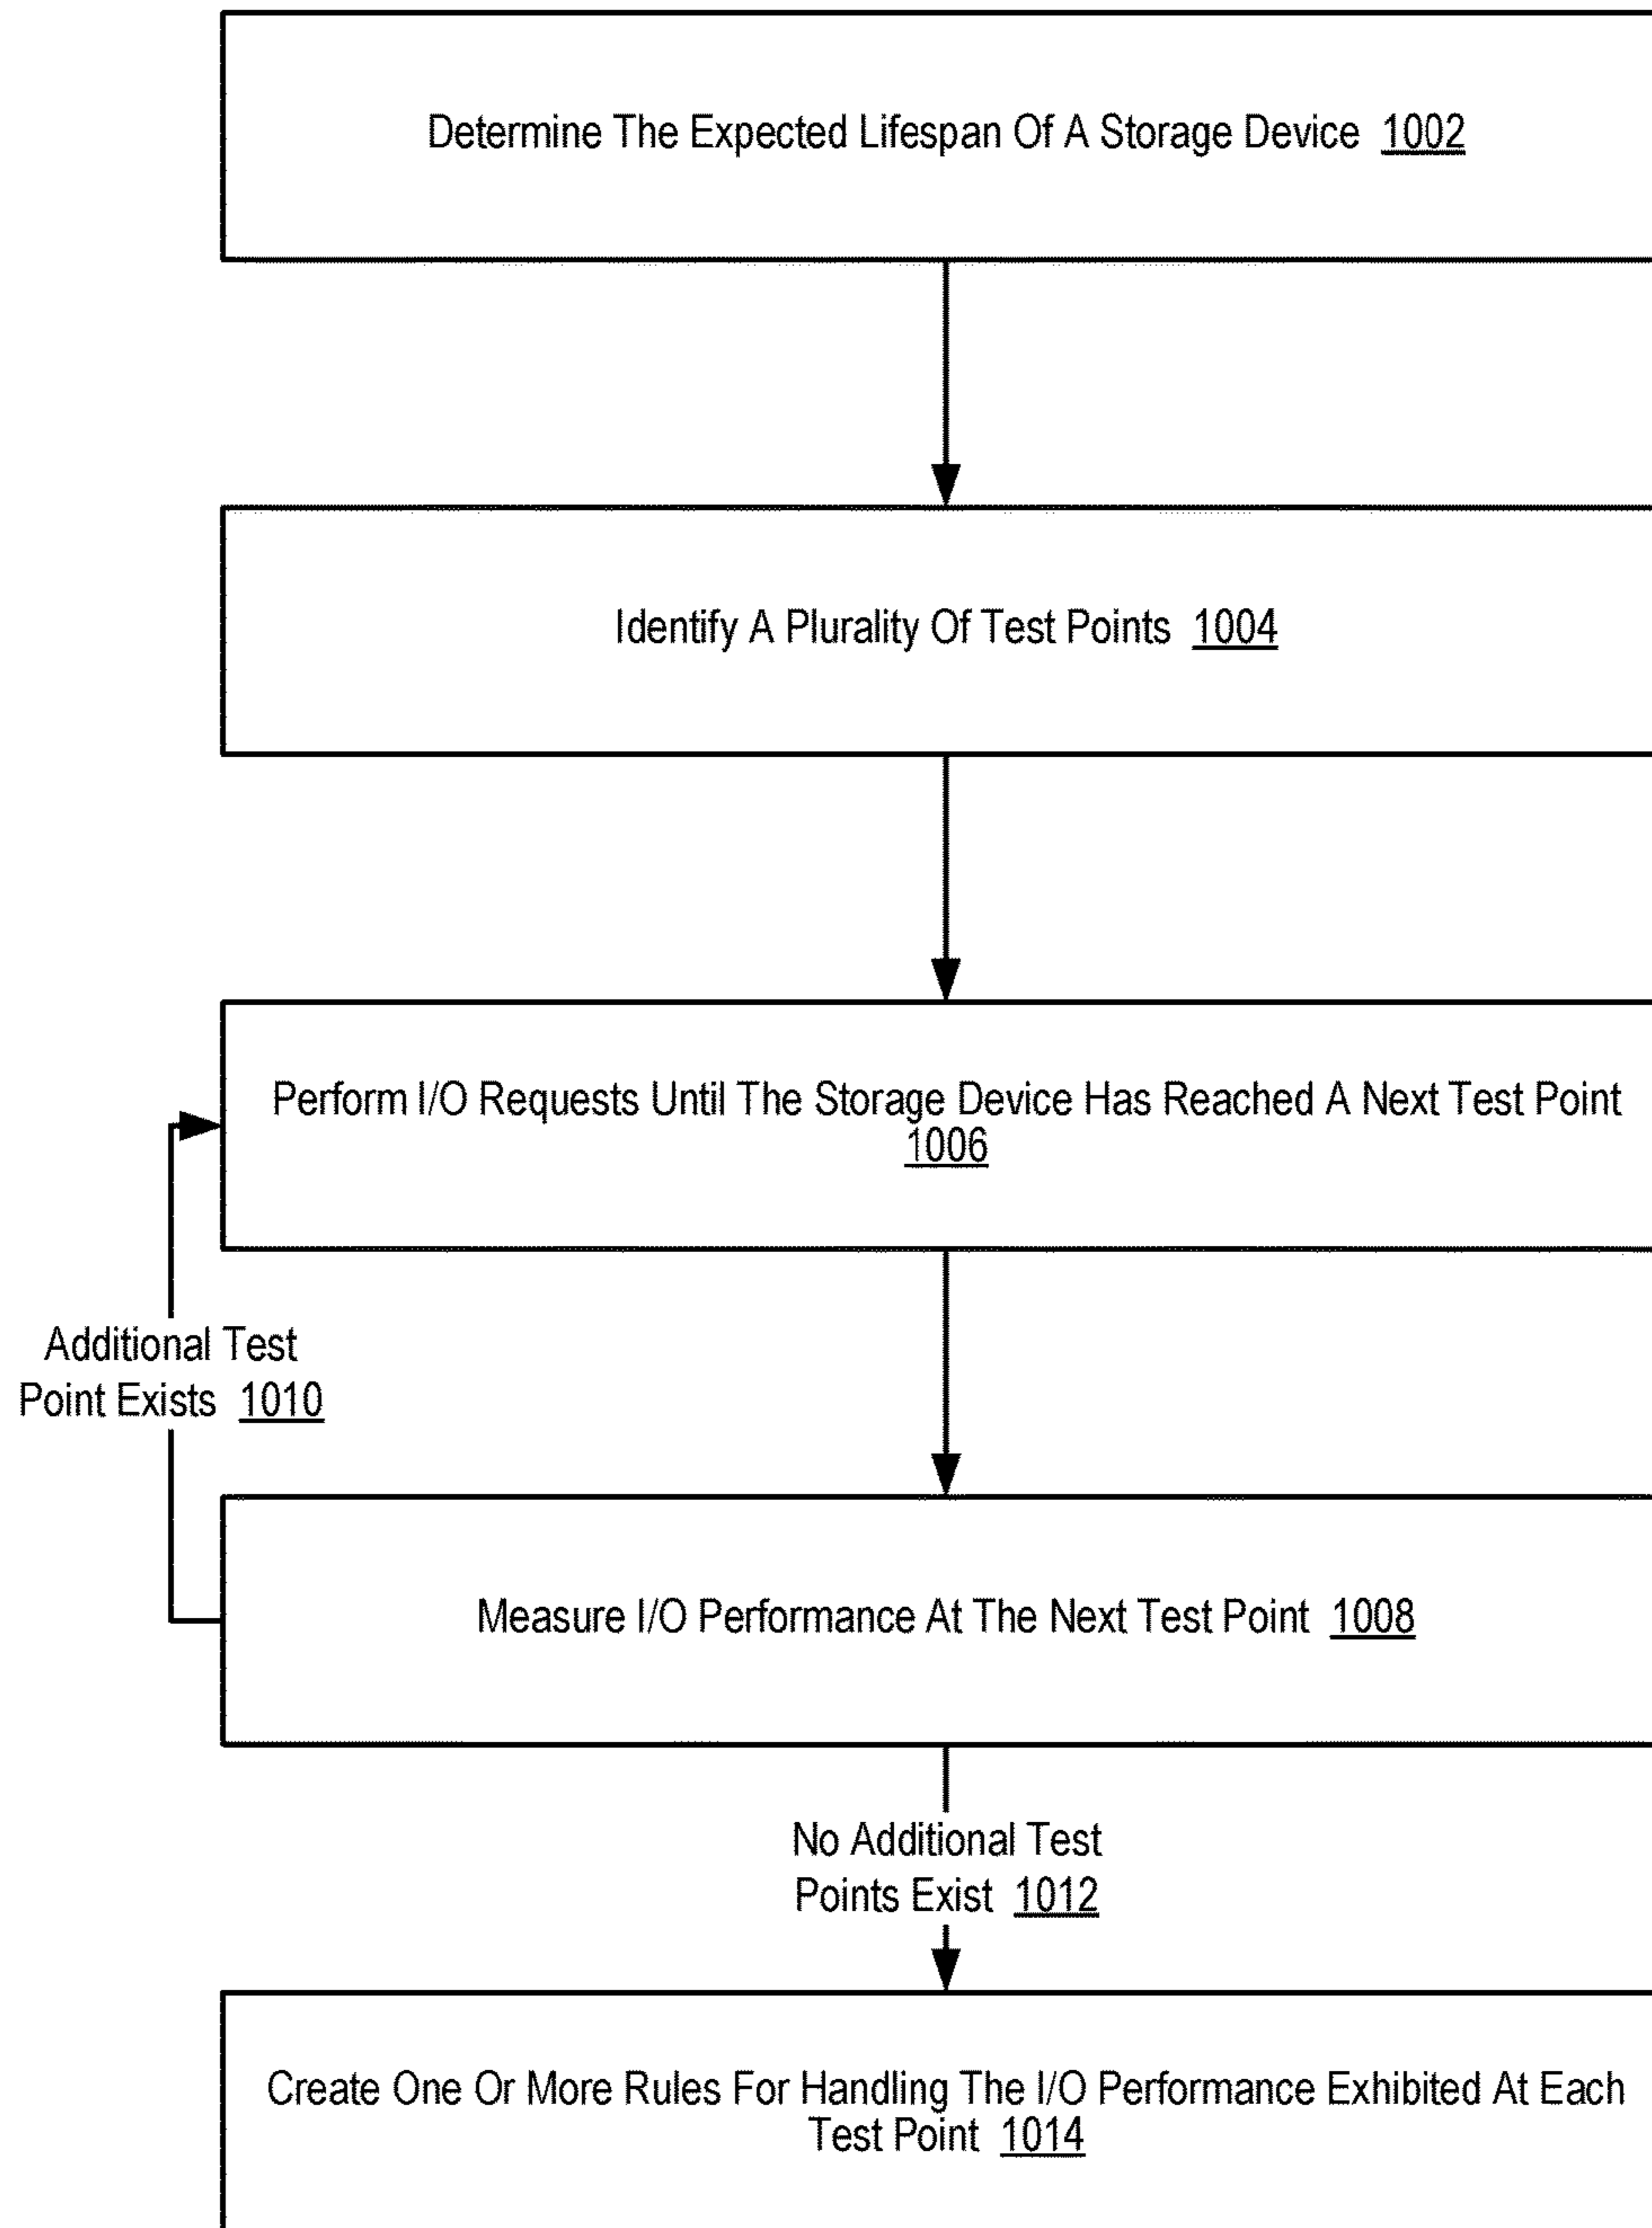 Determine The Expected Lifespan Of A Storage Device 1002
Identify A Plurality Of Test Points 1004
Perform I/O Requests Until The Storage Device Has Reached A Next Test Point
1006
Additional Test
Point Exists 1010
Measure I/O Performance At The Next Test Point 1008
No Additional Test
Points Exist 1012
Create One Or More Rules For Handling The I/O Performance Exhibited At Each
Test Point 1014